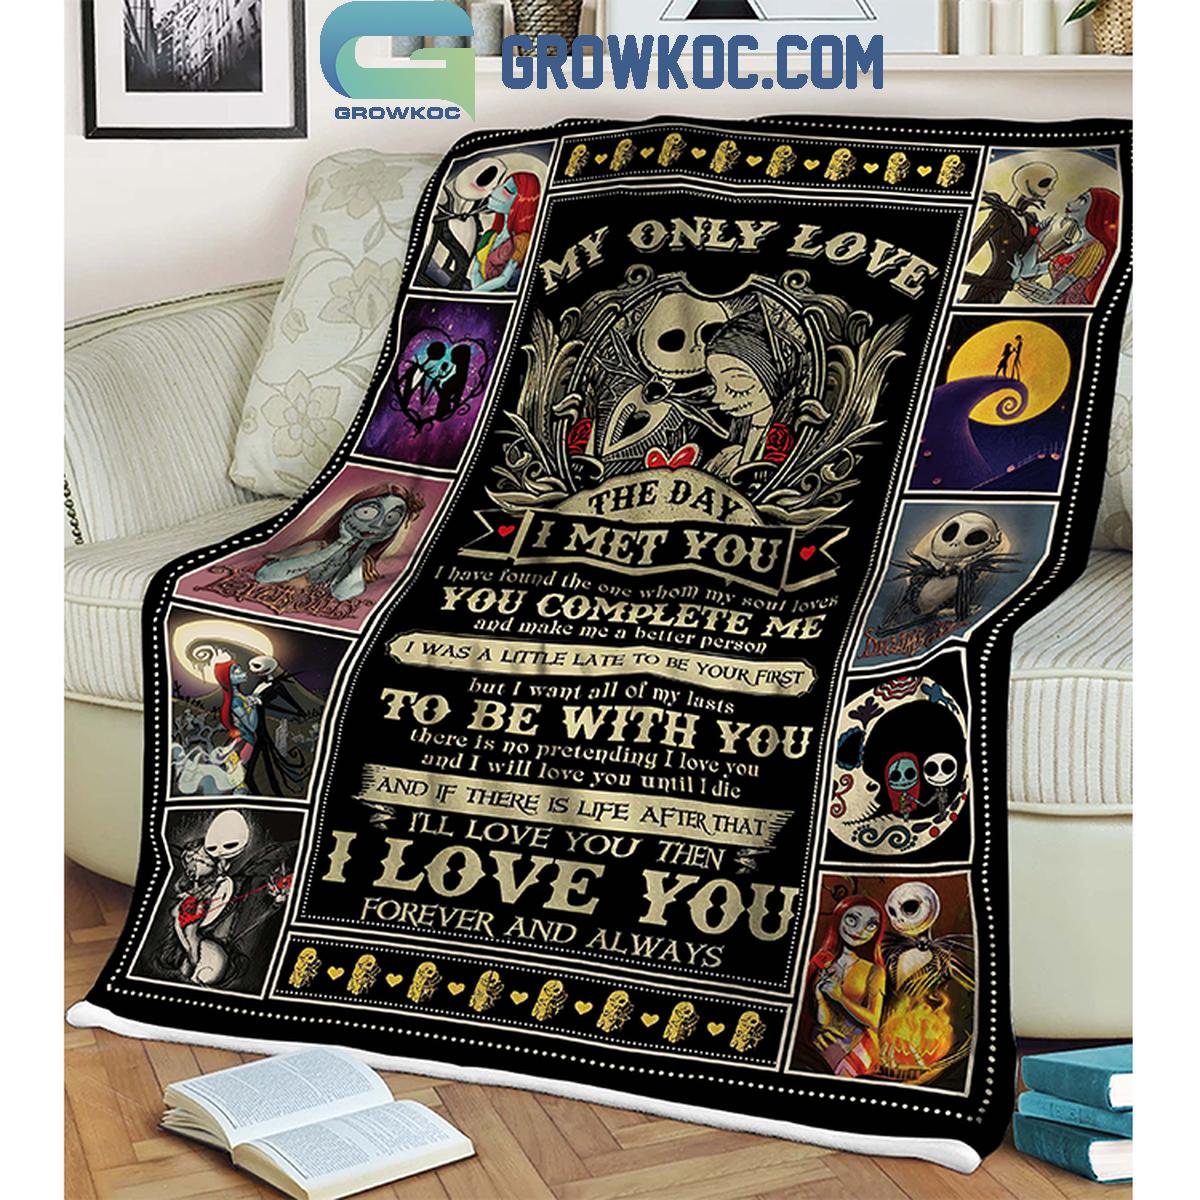 GROWKOC.COM
GROWKOC
MY ONLY LOVE
THE DAY
I MET YOU
I have found the one whom my soul loves
YOU COMPLETE ME
and make me a better person
I WAS A LITTLE LATE TO BE YOUR FIRST
but I want all of my lasts
TO BE WITH YOU
there is no pretending I love you
and I will love you until I die
AND IF THERE IS LIFE AFTER THAT
I'LL LOVE YOU THEN
I LOVE YOU
FOREVER AND ALWAYS